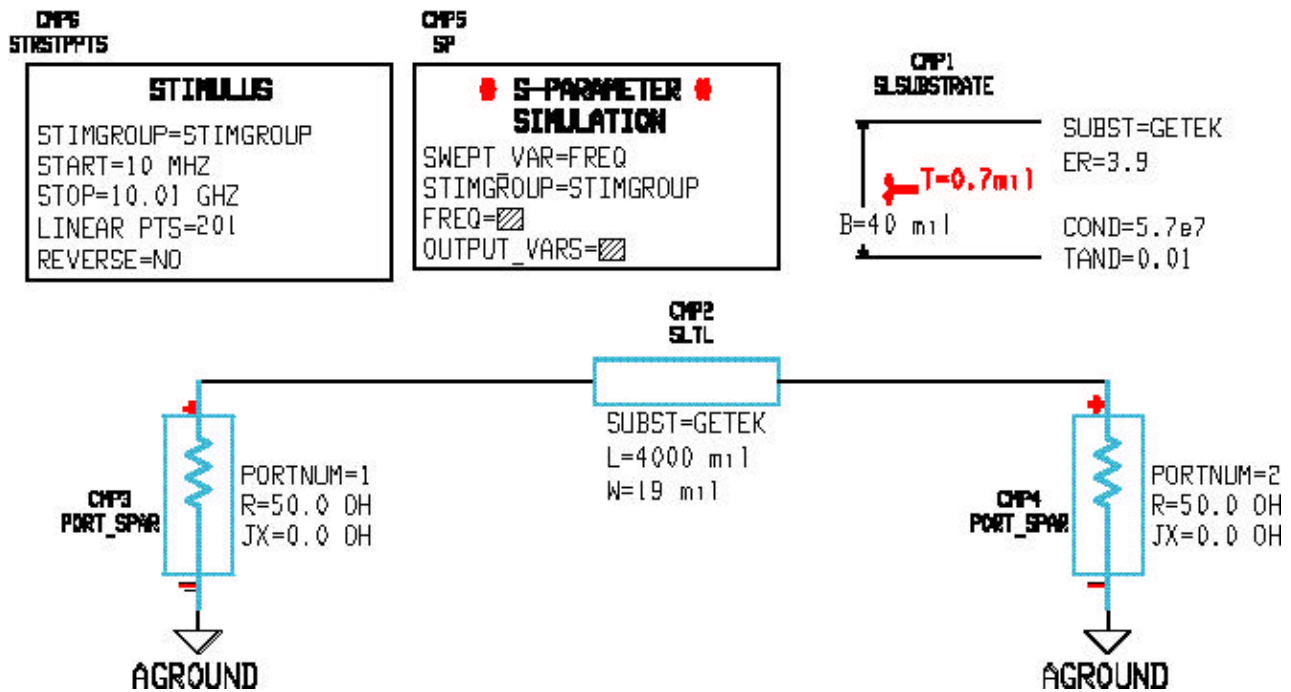 CMP6
STRSTPPTS
STIMULUS
STIMGROUP=STIMGROUP
START=10 MHZ
STOP=10.01 GHZ
LINEAR PTS=201
REVERSE=NO
CMP5
SP
S-PARAMETER
SIMULATION
SWEPT_VAR=FREQ
STIMGROUP=STIMGROUP
FREQ=
OUTPUT_VARS=
CMP1
SLSUBSTRATE
SUBST=GETEK
ER=3.9
T=0.7mil
B=40 mil
COND=5.7e7
TAND=0.01
CMP2
SLTL
SUBST=GETEK
L=4000 mil
W=19 mil
CMP3
PORT_SPAR
PORTNUM=1
R=50.0 OH
JX=0.0 OH
AGROUND
CMP4
PORT_SPAR
PORTNUM=2
R=50.0 OH
JX=0.0 OH
AGROUND